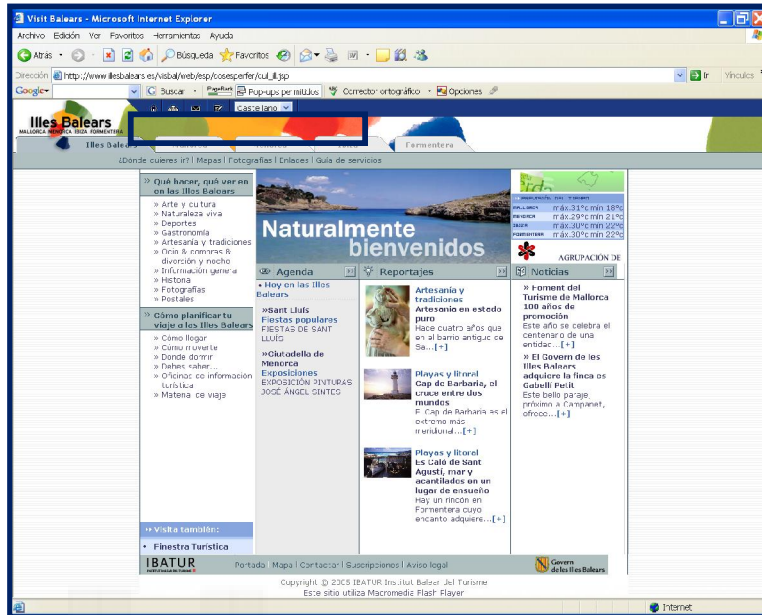 Visit Balears - Microsoft Internet Explorer
Archivo Edición Ver Favoritos Herramientas Ayuda
Atrás Búsqueda Favoritos
Dirección http://www.illesbalears.es/visbal/web/esp/cosesperfer/cul_ill.jsp Ir Vínculos
Google Buscar PageRank Pop-ups permitidos Corrector ortográfico Opciones
Castellano
Illes Balears
MALLORCA MENORCA IBIZA FORMENTERA
Illes Balears Formentera
¿Dónde quieres ir? | Mapas | Fotografías | Enlaces | Guía de servicios
» Qué hacer, qué ver en
en las Illes Balears
» Arte y cultura
» Naturaleza viva
» Deportes
» Gastronomía
» Artesanía y tradiciones
» Ocio & compras &
diversión y noche
» Información general
» Historia
» Fotografías
» Postales
» Cómo planificar tu
viaje a las Illes Balears
» Cómo llegar
» Cómo moverte
» Donde dormir
» Debes saber...
» Oficinas de información
turística
» Material de viaje
›› Visita también:
• Finestra Turística
Naturalmente
bienvenidos
Agenda
• Hoy en las Illes
Balears
»Sant Lluís
Fiestas populares
FIESTAS DE SANT
LLUÍS
»Ciutadella de
Menorca
Exposiciones
EXPOSICIÓN PINTURAS
JOSÉ ÁNGEL SINTES
Reportajes
Artesanía y
tradiciones
Artesanía en estado
puro
Hace cuatro años que
en el barrio antiguo de
Sa...[+]
Playas y litoral
Cap de Barbaria, el
cruce entre dos
mundos
El Cap de Barbaria es el
extremo más
meridional...[+]
Playas y litoral
Es Caló de Sant
Agustí, mar y
acantilados en un
lugar de ensueño
Hay un rincón en
Formentera cuyo
encanto adquiere...[+]
MALLORCA máx.31ºc min 18ºc
MENORCA máx.29ºc min 21ºc
IBIZA máx.30ºc min 22ºc
FORMENTERA máx.30ºc min 22ºc
AGRUPACIÓN DE
Noticias
» Foment del
Turisme de Mallorca
100 años de
promoción
Este año se celebra el
centenario de una
entidad...[+]
» El Govern de les
Illes Balears
adquiere la finca es
Gabellí Petit
Este bello paraje,
próximo a Campanet,
ofrece...[+]
IBATUR Portada | Mapa | Contactar | Suscripciones | Aviso legal Govern
de les Illes Balears
Copyright © 2005 IBATUR Institut Balear del Turisme
Este sitio utiliza Macromedia Flash Player
Internet